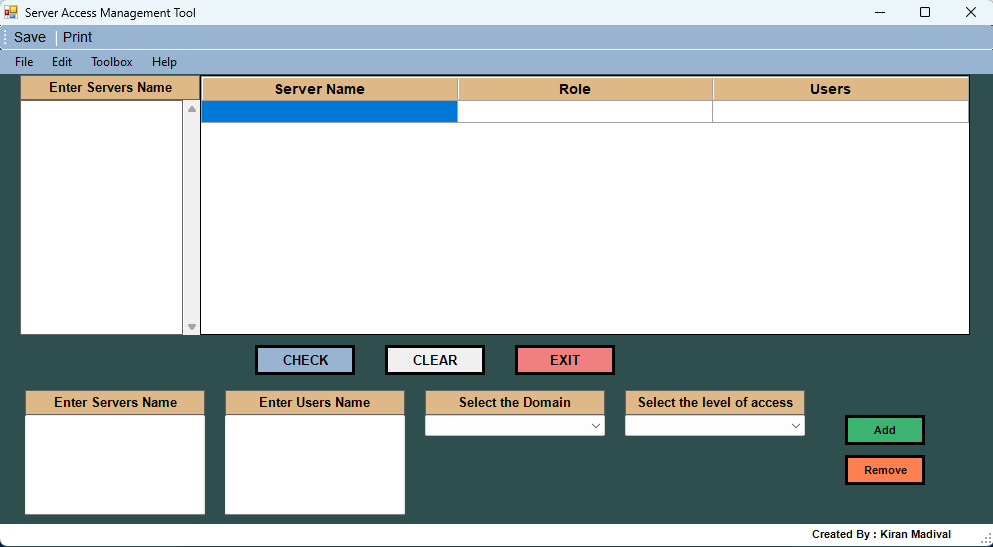 Server Access Management Tool
Save Print
File Edit Toolbox Help
Enter Servers Name Server Name Role Users
CHECK CLEAR EXIT
Enter Servers Name Enter Users Name Select the Domain Select the level of access
Add
Remove
Created By : Kiran Madival